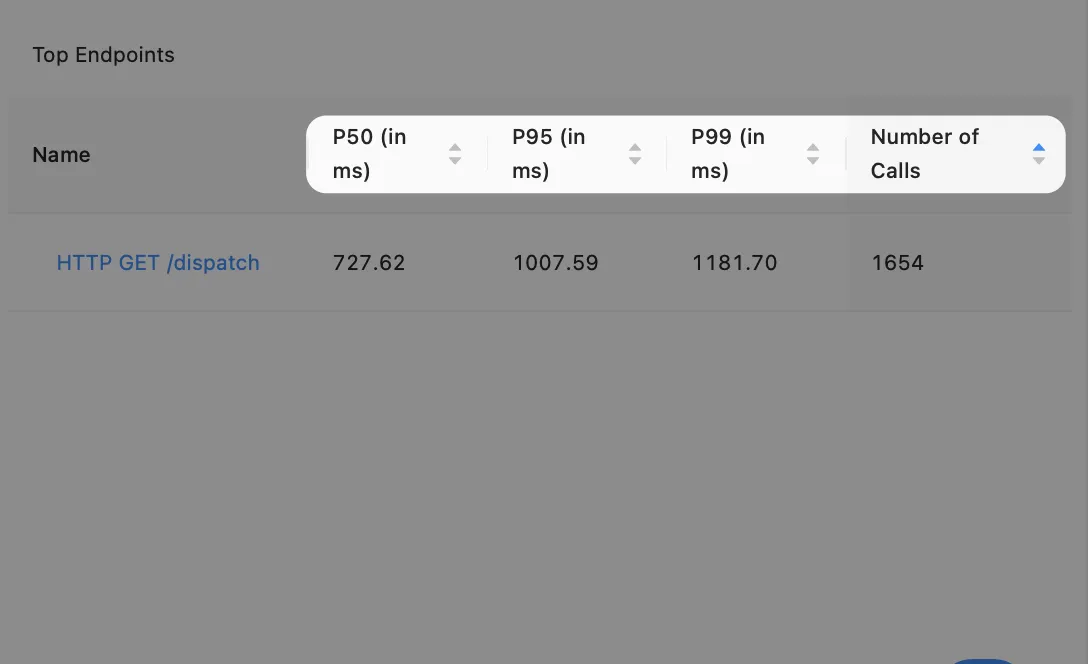 Top Endpoints
Name
P50 (in
ms)
P95 (in
ms)
P99 (in
ms)
Number of
Calls
HTTP GET /dispatch
727.62
1007.59
1181.70
1654